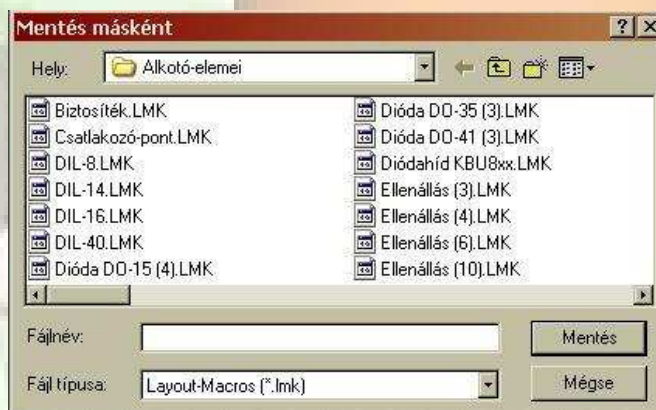 Mentés másként
Hely: Alkotó-elemei
Biztosíték.LMK
Csatlakozó-pont.LMK
DIL-8.LMK
DIL-14.LMK
DIL-16.LMK
DIL-40.LMK
Dióda DO-15 (4).LMK
Dióda DO-35 (3).LMK
Dióda DO-41 (3).LMK
Diódahíd KBU8xx.LMK
Ellenállás (3).LMK
Ellenállás (4).LMK
Ellenállás (6).LMK
Ellenállás (10).LMK
Fájlnév: Mentés
Fájl típusa: Layout-Macros (*.lmk) Mégse